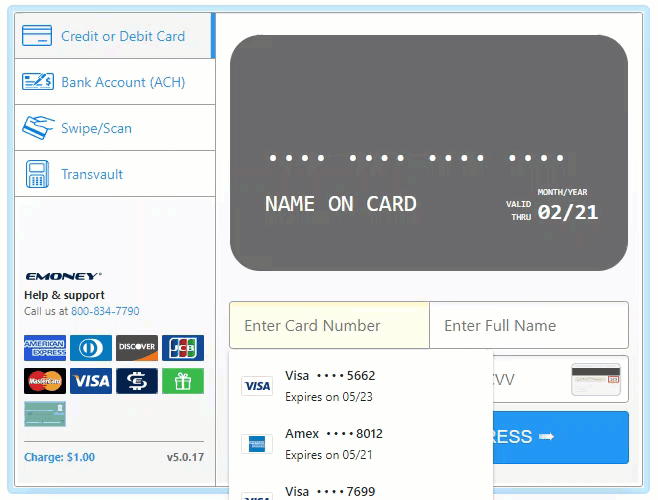 Credit or Debit Card
Bank Account (ACH)
Swipe/Scan
Transvault
EMONEY
Help & support
Call us at 800-834-7790
AMERICAN EXPRESS
DISCOVER
JCB
MasterCard
VISA
Charge: $1.00
v5.0.17
•••• •••• •••• ••••
NAME ON CARD
MONTH/YEAR
VALID THRU
02/21
Enter Card Number
Enter Full Name
VISA
Visa ••••5662
Expires on 05/23
Amex ••••8012
Expires on 05/21
VISA
Visa ••••7699